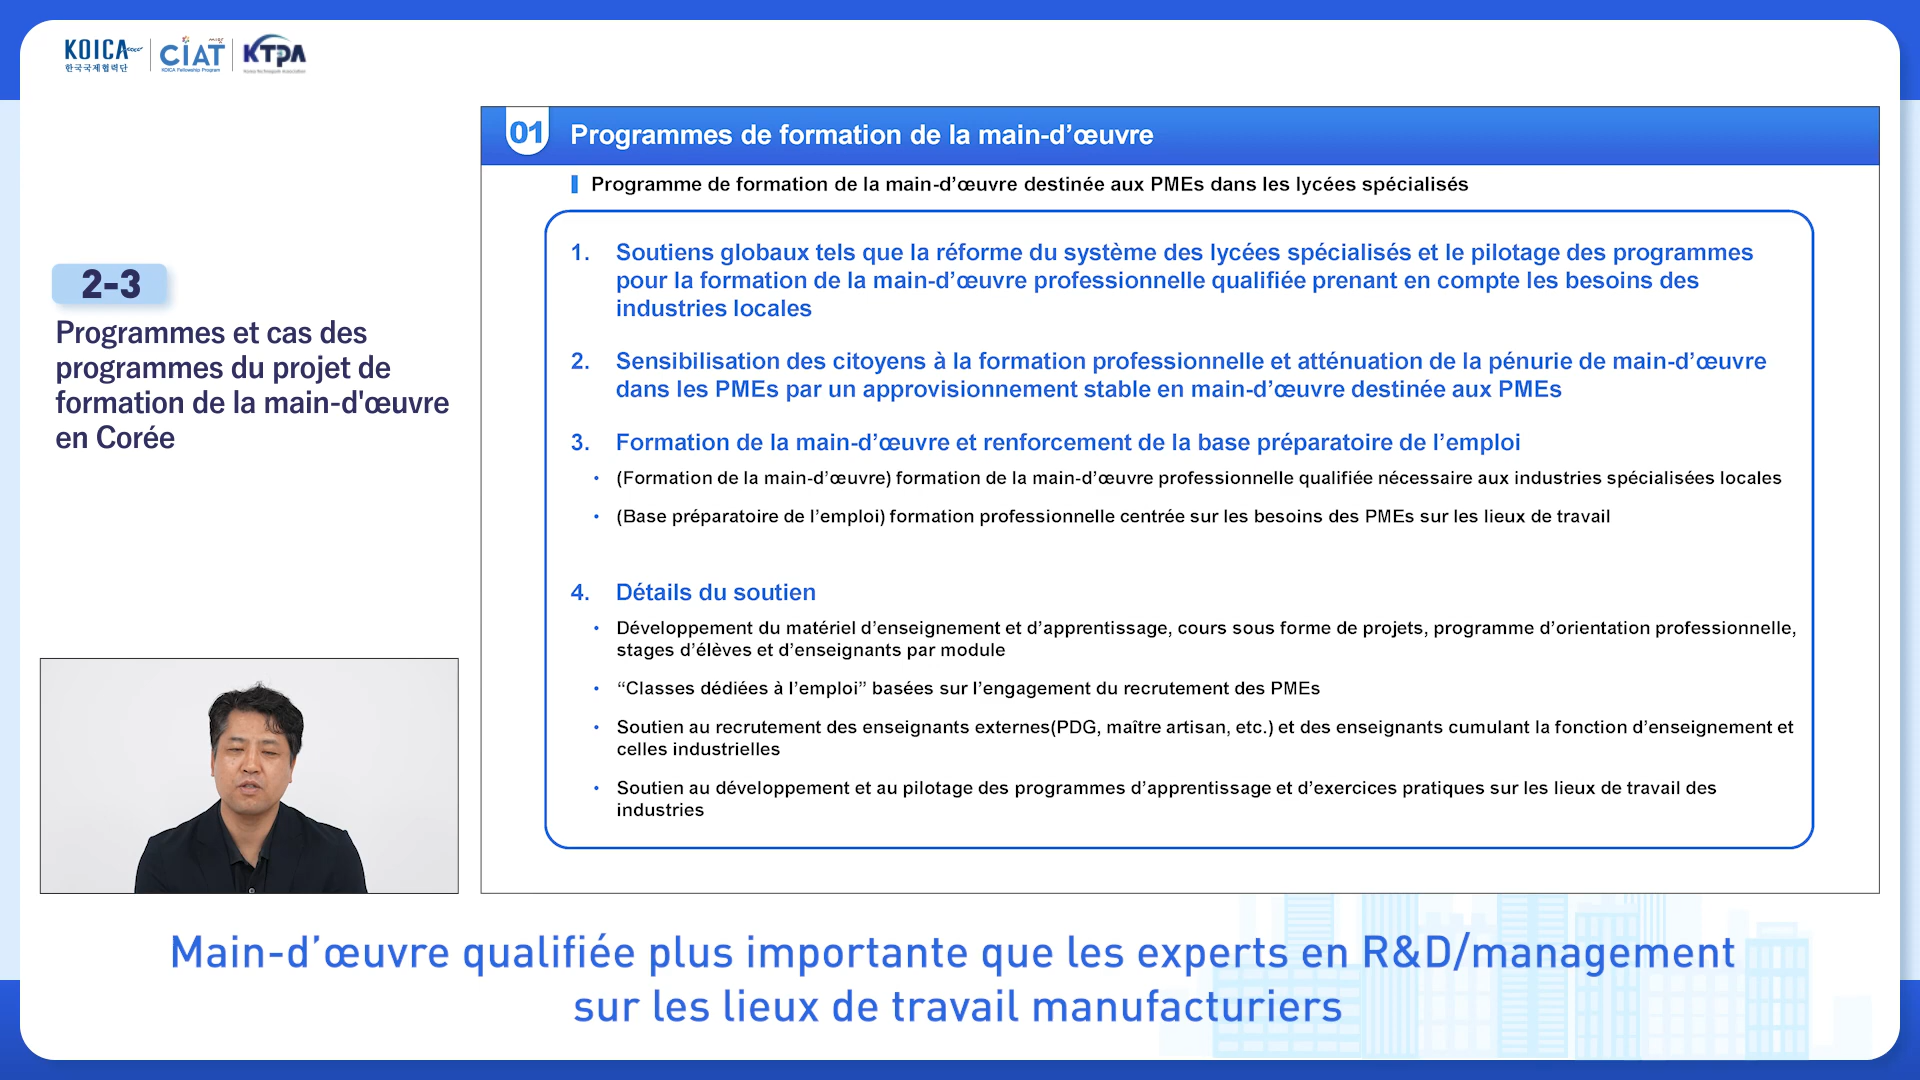 KOICA
한국국제협력단
CIAT
KOICA Fellowship Program
KTPA
01
Programmes de formation de la main-d’œuvre
Programme de formation de la main-d’œuvre destinée aux PMEs dans les lycées spécialisés
2-3
Programmes et cas des
programmes du projet de
formation de la main-d'œuvre
en Corée
1. Soutiens globaux tels que la réforme du système des lycées spécialisés et le pilotage des programmes
pour la formation de la main-d’œuvre professionnelle qualifiée prenant en compte les besoins des
industries locales
2. Sensibilisation des citoyens à la formation professionnelle et atténuation de la pénurie de main-d’œuvre
dans les PMEs par un approvisionnement stable en main-d’œuvre destinée aux PMEs
3. Formation de la main-d’œuvre et renforcement de la base préparatoire de l’emploi
• (Formation de la main-d’œuvre) formation de la main-d’œuvre professionnelle qualifiée nécessaire aux industries spécialisées locales
• (Base préparatoire de l’emploi) formation professionnelle centrée sur les besoins des PMEs sur les lieux de travail
4. Détails du soutien
• Développement du matériel d’enseignement et d’apprentissage, cours sous forme de projets, programme d’orientation professionnelle,
stages d’élèves et d’enseignants par module
• “Classes dédiées à l’emploi” basées sur l’engagement du recrutement des PMEs
• Soutien au recrutement des enseignants externes(PDG, maître artisan, etc.) et des enseignants cumulant la fonction d’enseignement et
celles industrielles
• Soutien au développement et au pilotage des programmes d’apprentissage et d’exercices pratiques sur les lieux de travail des
industries
Main-d’œuvre qualifiée plus importante que les experts en R&D/management
sur les lieux de travail manufacturiers